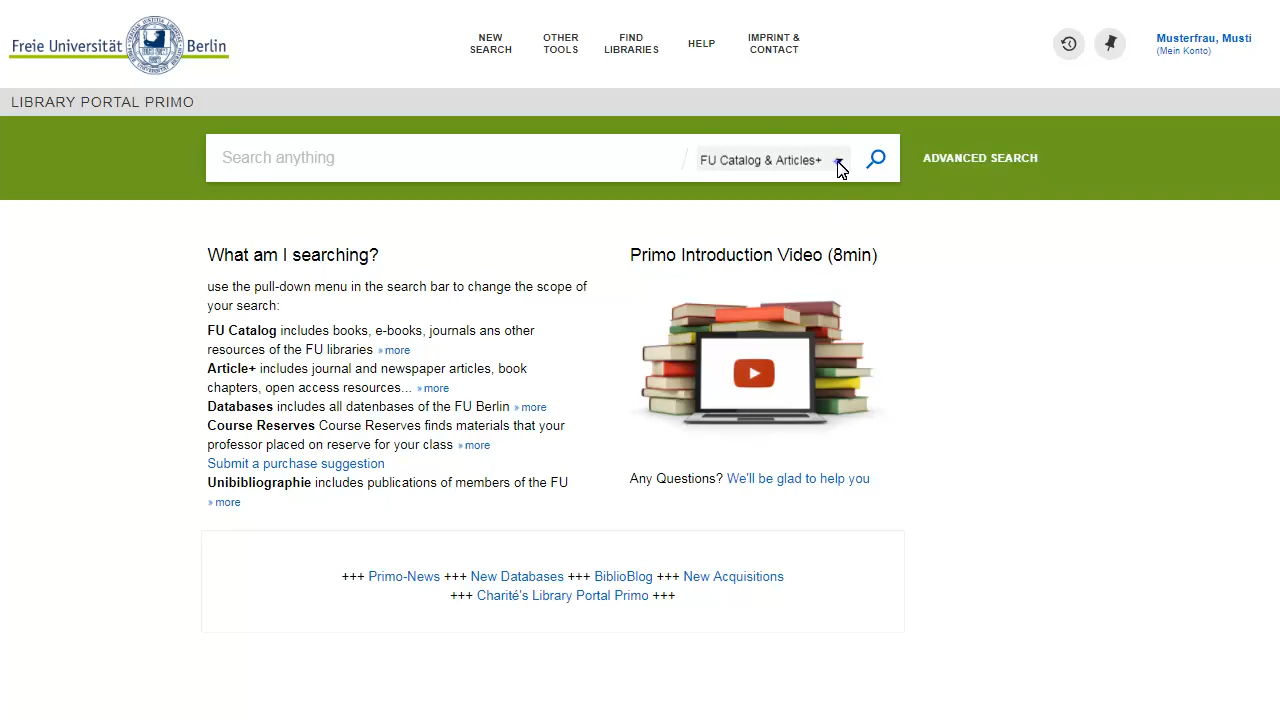 Freie Universität Berlin
NEW SEARCH
OTHER TOOLS
FIND LIBRARIES
HELP
IMPRINT & CONTACT
Musterfrau, Musti
(Mein Konto)
LIBRARY PORTAL PRIMO
Search anything
FU Catalog & Articles+
ADVANCED SEARCH
What am I searching?
use the pull-down menu in the search bar to change the scope of
your search:
FU Catalog includes books, e-books, journals ans other
resources of the FU libraries » more
Article+ includes journal and newspaper articles, book
chapters, open access resources... » more
Databases includes all datenbases of the FU Berlin » more
Course Reserves Course Reserves finds materials that your
professor placed on reserve for your class » more
Submit a purchase suggestion
Unibibliographie includes publications of members of the FU
» more
Primo Introduction Video (8min)
Any Questions? We'll be glad to help you
+++ Primo-News +++ New Databases +++ BiblioBlog +++ New Acquisitions
+++ Charité's Library Portal Primo +++